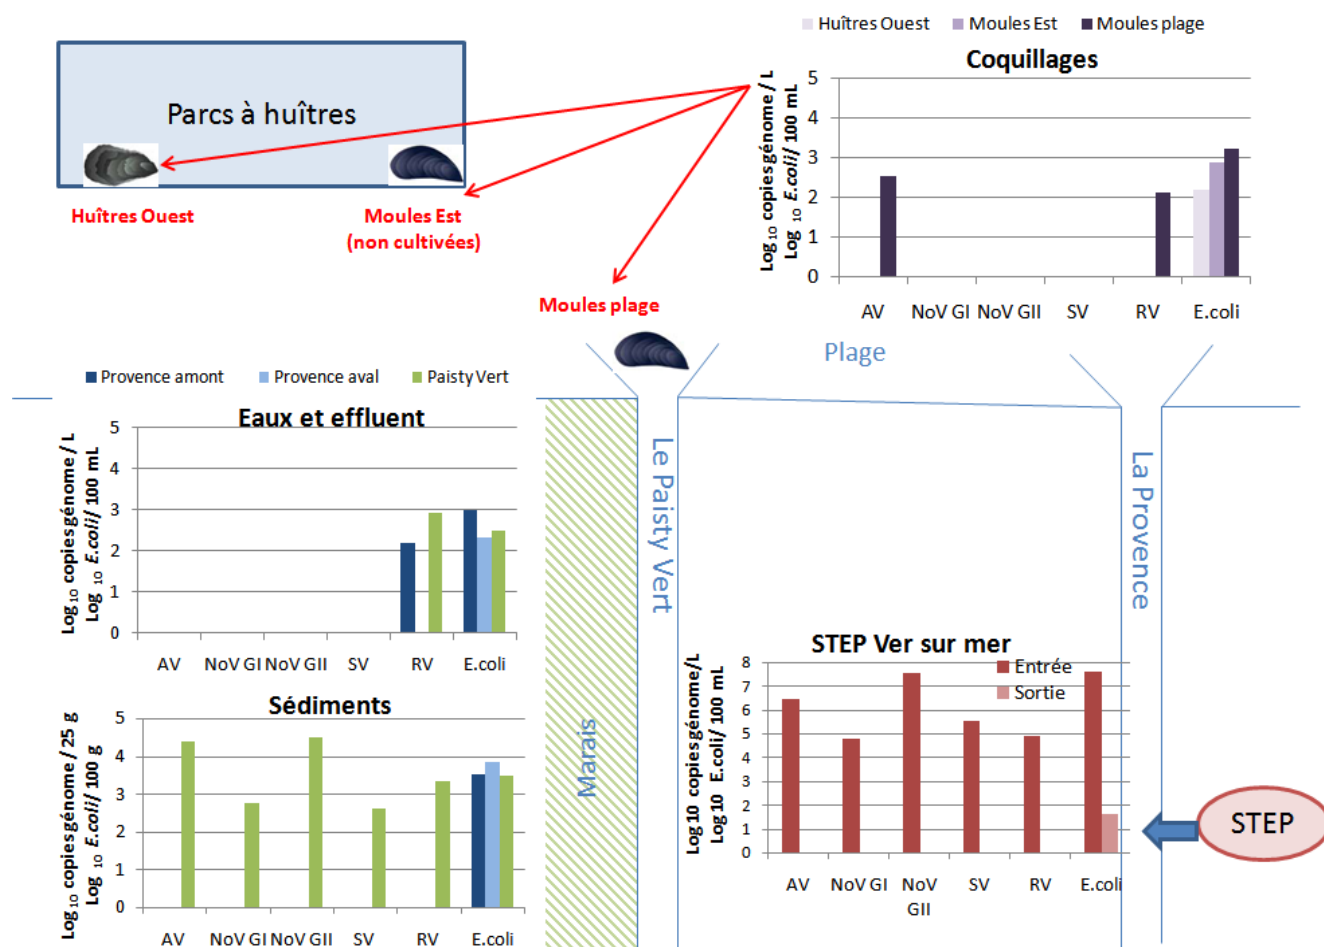 Huîtres Ouest Moules Est Moules plage
Coquillages
Log 10 copies génome / L
Log 10 E.coli/ 100 mL
5
4
3
2
1
0
AV NoV GI NoV GII SV RV E.coli
Parcs à huîtres
Huîtres Ouest
Moules Est
(non cultivées)
Moules plage
Plage
Provence amont Provence aval Paisty Vert
Eaux et effluent
Log 10 copies génome / L
Log 10 E.coli/ 100 mL
5
4
3
2
1
0
AV NoV GI NoV GII SV RV E.coli
Sédiments
Log 10 copies génome / 25 g
Log 10 E.coli/ 100 g
5
4
3
2
1
0
AV NoV GI NoV GII SV RV E.coli
Marais
Le Paisty Vert
La Provence
STEP Ver sur mer
Entrée
Sortie
Log10 copies génome/L
Log10 E.coli/ 100 mL
8
7
6
5
4
3
2
1
0
AV NoV GI NoV SV RV E.coli
GII
STEP